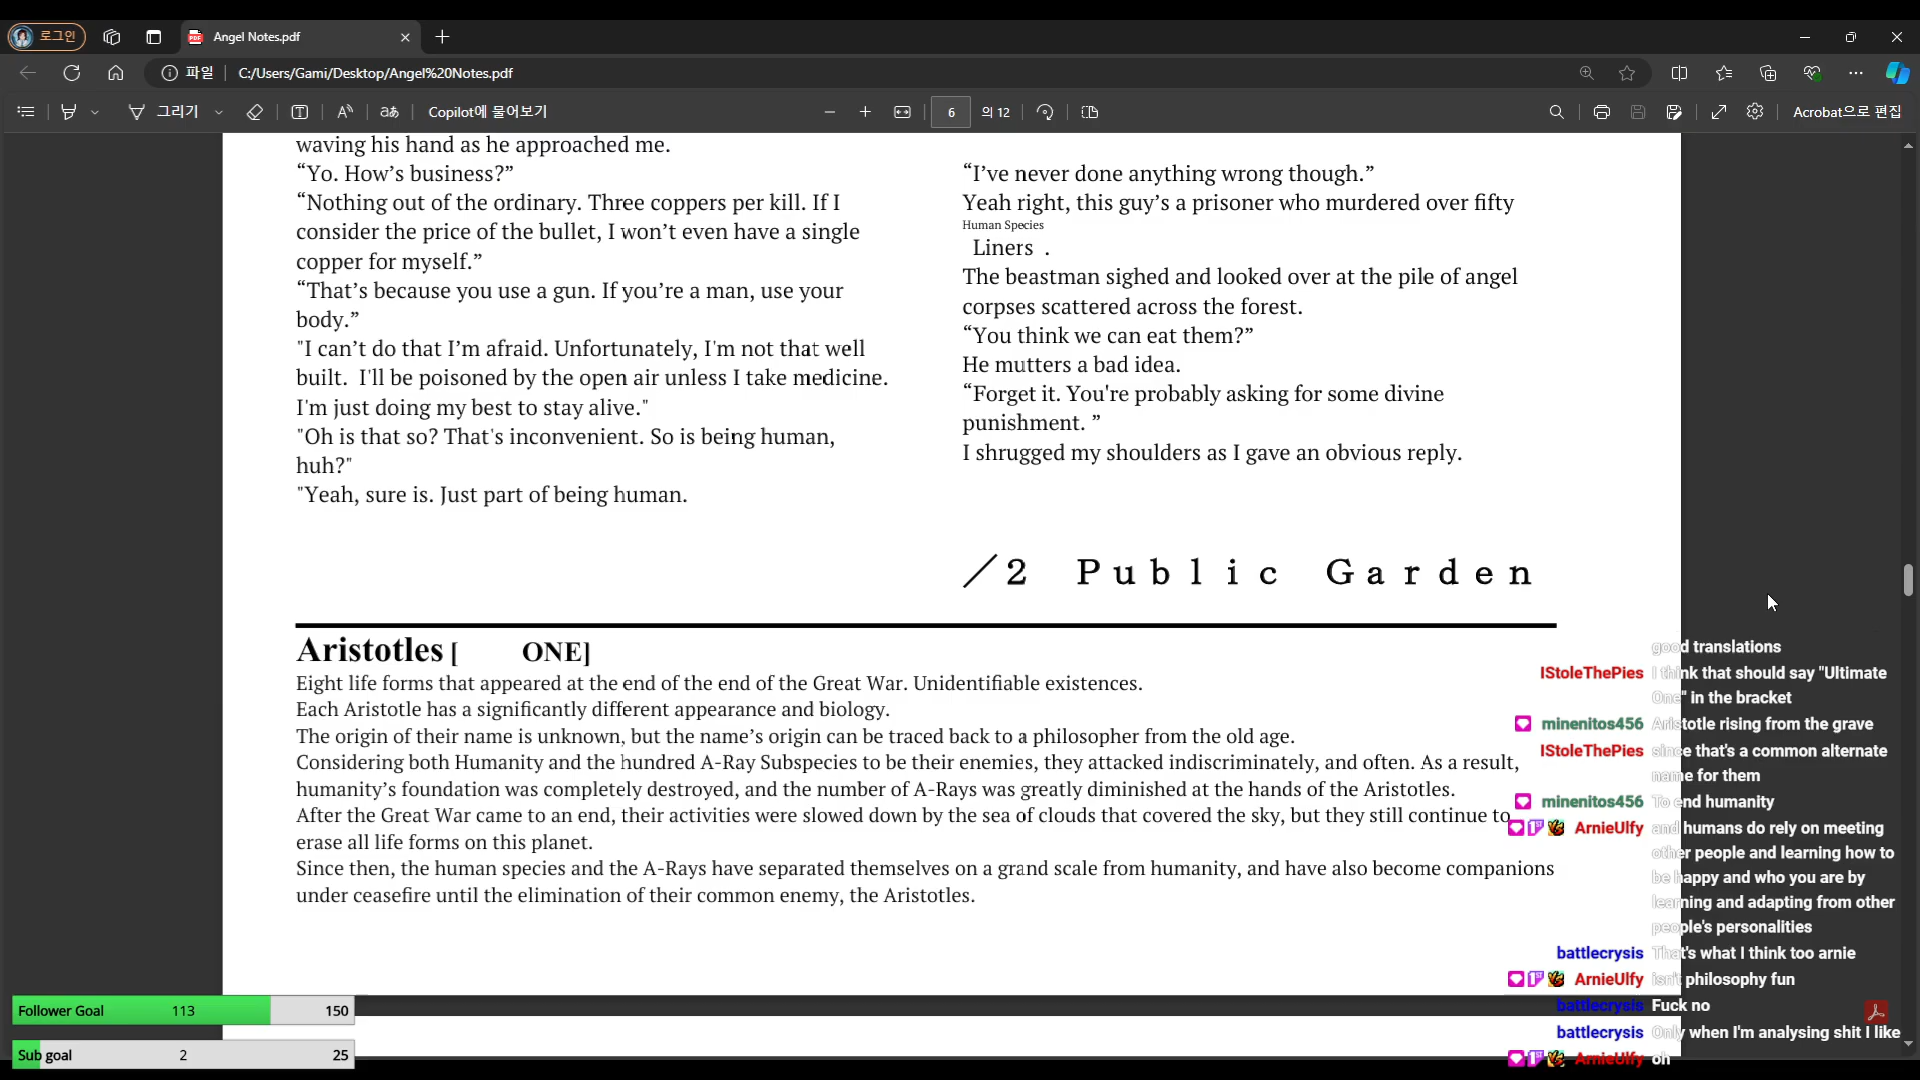 로그인
Angel Notes.pdf
파일
C:/Users/Gami/Desktop/Angel%20Notes.pdf
그리기
aあ
Copilot에 물어보기
6 의 12
Acrobat으로 편집
waving his hand as he approached me.
“Yo. How’s business?”
“Nothing out of the ordinary. Three coppers per kill. If I
consider the price of the bullet, I won’t even have a single
copper for myself.”
“That’s because you use a gun. If you’re a man, use your
body.”
"I can’t do that I’m afraid. Unfortunately, I'm not that well
built.  I'll be poisoned by the open air unless I take medicine.
I'm just doing my best to stay alive."
"Oh is that so? That's inconvenient. So is being human,
huh?"
"Yeah, sure is. Just part of being human.
“I’ve never done anything wrong though.”
Yeah right, this guy’s a prisoner who murdered over fifty
Human Species
Liners .
The beastman sighed and looked over at the pile of angel
corpses scattered across the forest.
“You think we can eat them?”
He mutters a bad idea.
“Forget it. You're probably asking for some divine
punishment. ”
I shrugged my shoulders as I gave an obvious reply.
／2 Public Garden
Aristotles [ ONE]
Eight life forms that appeared at the end of the end of the Great War. Unidentifiable existences.
Each Aristotle has a significantly different appearance and biology.
The origin of their name is unknown, but the name’s origin can be traced back to a philosopher from the old age.
Considering both Humanity and the hundred A-Ray Subspecies to be their enemies, they attacked indiscriminately, and often. As a result,
humanity’s foundation was completely destroyed, and the number of A-Rays was greatly diminished at the hands of the Aristotles.
After the Great War came to an end, their activities were slowed down by the sea of clouds that covered the sky, but they still continue to
erase all life forms on this planet.
Since then, the human species and the A-Rays have separated themselves on a grand scale from humanity, and have also become companions
under ceasefire until the elimination of their common enemy, the Aristotles.
good translations
IStoleThePies I think that should say "Ultimate
One" in the bracket
minenitos456 Aristotle rising from the grave
IStoleThePies since that's a common alternate
name for them
minenitos456 To end humanity
ArnieUlfy and humans do rely on meeting
other people and learning how to
be happy and who you are by
learning and adapting from other
people's personalities
battlecrysis That's what I think too arnie
ArnieUlfy isn't philosophy fun
battlecrysis Fuck no
battlecrysis Only when I'm analysing shit I like
ArnieUlfy oh
Follower Goal 113 150
Sub goal 2 25